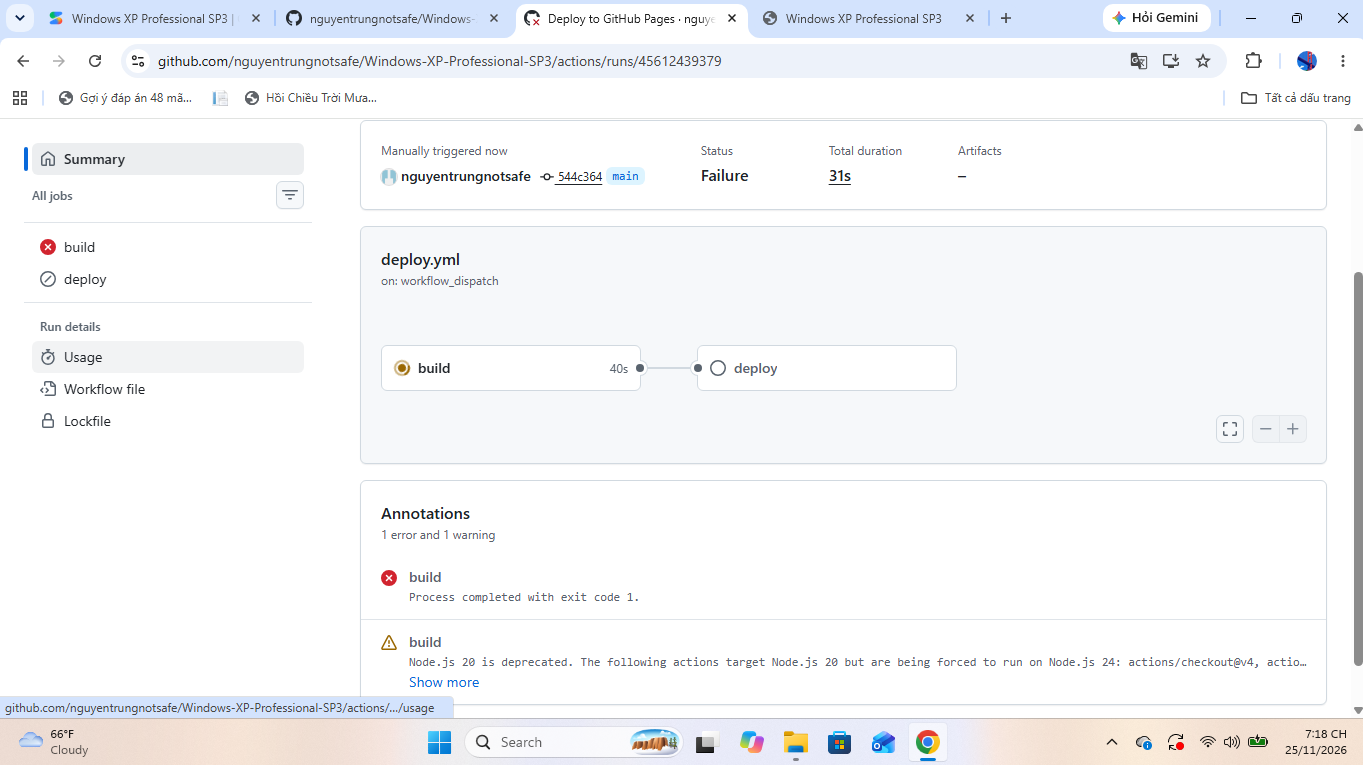 Windows XP Professional SP3 |
nguyentrungnotsafe/Windows-
Deploy to GitHub Pages · nguye
Windows XP Professional SP3
Hỏi Gemini
github.com/nguyentrungnotsafe/Windows-XP-Professional-SP3/actions/runs/45612439379
Gợi ý đáp án 48 mã...
Hồi Chiều Trời Mưa...
Tất cả dấu trang
Summary
All jobs
build
deploy
Run details
Usage
Workflow file
Lockfile
Manually triggered now
Status
Total duration
Artifacts
nguyentrungnotsafe
544c364
main
Failure
31s
–
deploy.yml
on: workflow_dispatch
build
40s
deploy
Annotations
1 error and 1 warning
build
Process completed with exit code 1.
build
Node.js 20 is deprecated. The following actions target Node.js 20 but are being forced to run on Node.js 24: actions/checkout@v4, actio…
Show more
github.com/nguyentrungnotsafe/Windows-XP-Professional-SP3/actions/.../usage
66°F
Cloudy
Search
7:18 CH
25/11/2026